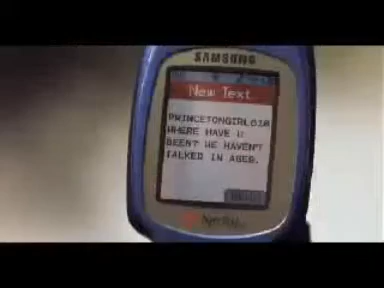 SAMSUNG
New Text
PRINCETONGIRL818
WHERE HAVE U
BEEN? WE HAVEN'T
TALKED IN AGES.